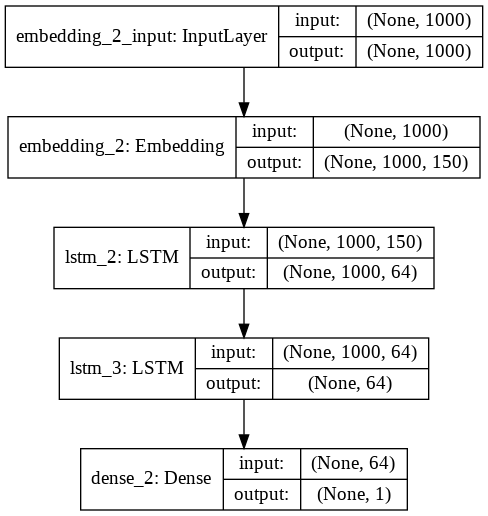 embedding_2_input: InputLayer
input: (None, 1000)
output: (None, 1000)
embedding_2: Embedding
input: (None, 1000)
output: (None, 1000, 150)
lstm_2: LSTM
input: (None, 1000, 150)
output: (None, 1000, 64)
lstm_3: LSTM
input: (None, 1000, 64)
output: (None, 64)
dense_2: Dense
input: (None, 64)
output: (None, 1)